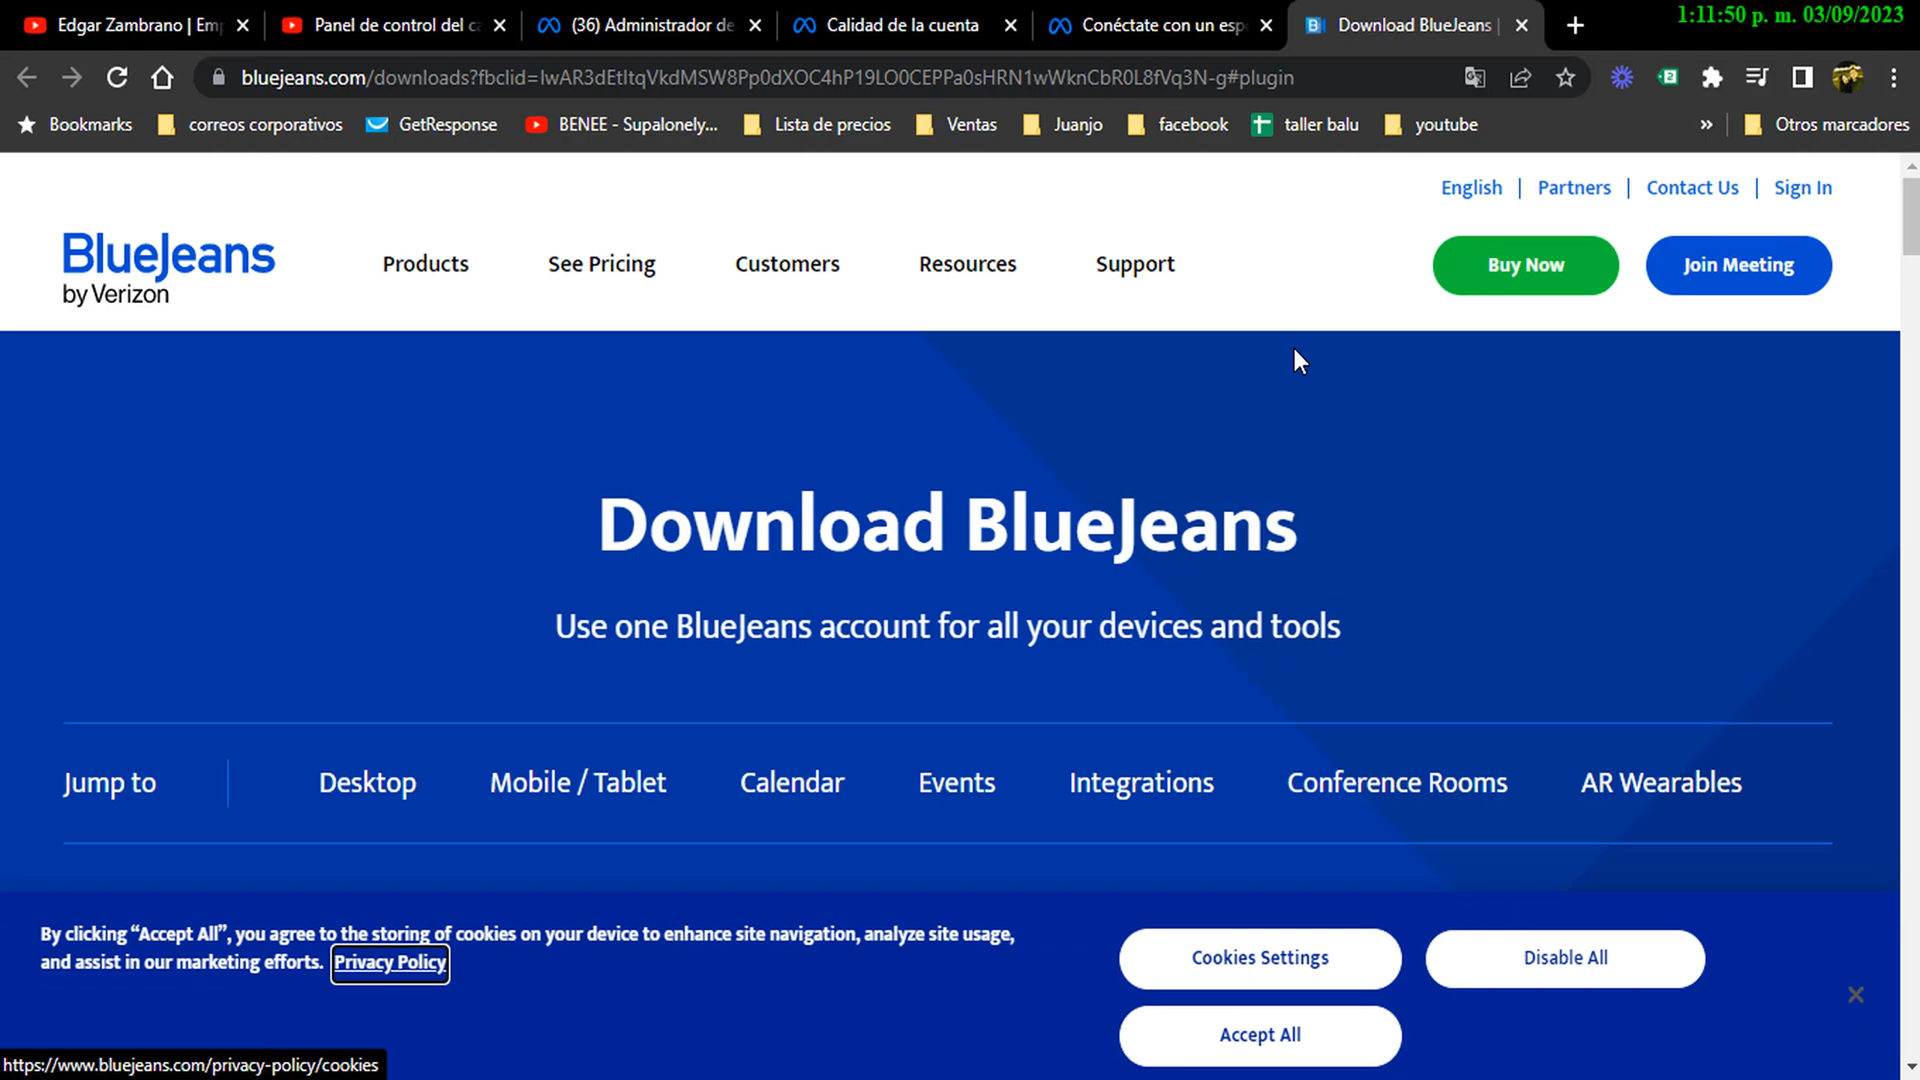 1:11:50 p. m. 03/09/2023
Edgar Zambrano | Emp
Panel de control del ca
(36) Administrador de
Calidad de la cuenta
Conéctate con un espe
Download BlueJeans |
bluejeans.com/downloads?fbclid=IwAR3dEtItqVkdMSW8Pp0dXOC4hP19LO0CEPPa0sHRN1wWknCbR0L8fVq3N-g#plugin
Bookmarks
correos corporativos
GetResponse
BENEE - Supalonely...
Lista de precios
Ventas
Juanjo
facebook
taller balu
youtube
»
Otros marcadores
English | Partners | Contact Us | Sign In
BlueJeans
by Verizon
Products
See Pricing
Customers
Resources
Support
Buy Now
Join Meeting
Download BlueJeans
Use one BlueJeans account for all your devices and tools
Jump to
Desktop
Mobile / Tablet
Calendar
Events
Integrations
Conference Rooms
AR Wearables
By clicking “Accept All”, you agree to the storing of cookies on your device to enhance site navigation, analyze site usage,
and assist in our marketing efforts. Privacy Policy
Cookies Settings
Disable All
Accept All
https://www.bluejeans.com/privacy-policy/cookies